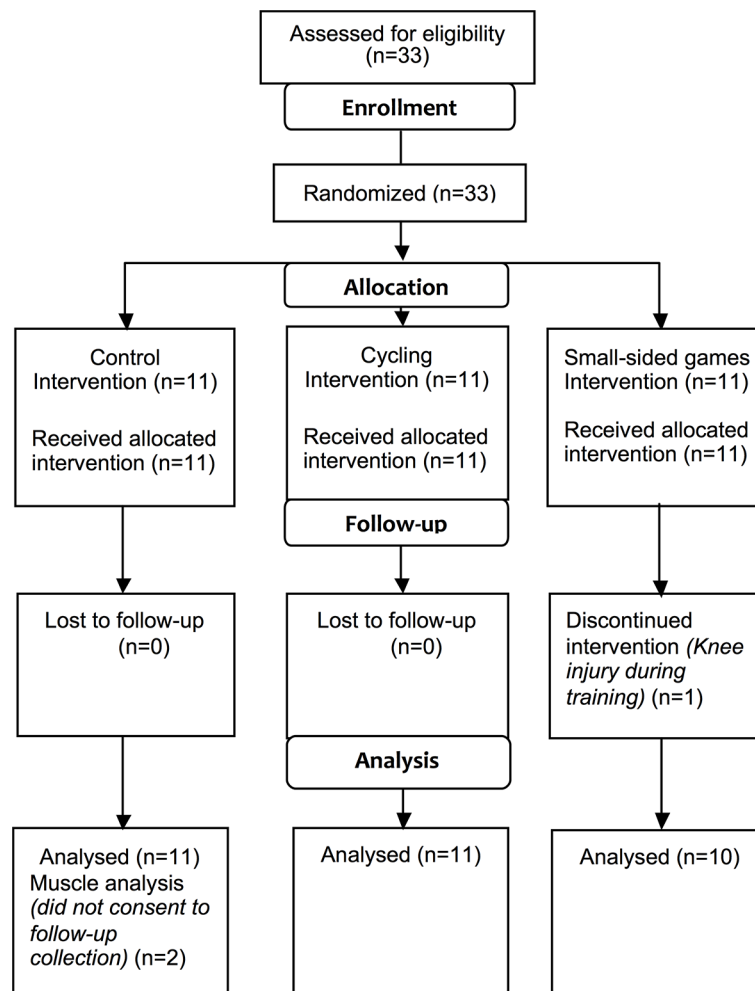 Assessed for eligibility
(n=33)
Enrollment
Randomized (n=33)
Allocation
Control
Intervention (n=11)
Received allocated
intervention (n=11)
Cycling
Intervention (n=11)
Received allocated
intervention (n=11)
Small-sided games
Intervention (n=11)
Received allocated
intervention (n=11)
Follow-up
Lost to follow-up
(n=0)
Lost to follow-up
(n=0)
Discontinued
intervention (Knee
injury during
training) (n=1)
Analysis
Analysed (n=11)
Muscle analysis
(did not consent to
follow-up
collection) (n=2)
Analysed (n=11)
Analysed (n=10)